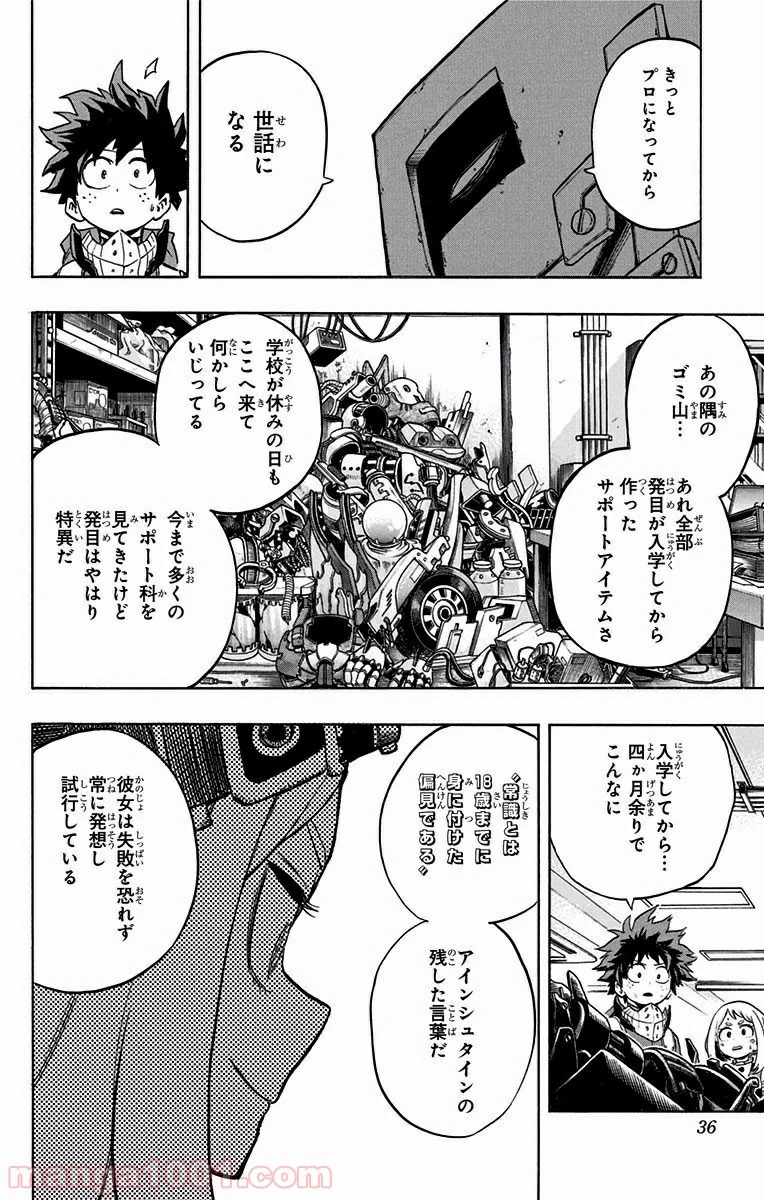 きっと
プロになってから
世話に
なる
あの隅の
ゴミ山…
あれ全部
発目が入学してから
作った
サポートアイテムさ
学校が休みの日も
ここへ来て
何かしら
いじってる
今まで多くの
サポート科を
見てきたけど
発目はやはり
特異だ
入学してから…
四か月余りで
こんなに
〝常識とは
18歳までに
身に付けた
偏見である〟
アインシュタインの
残した言葉だ
彼女は失敗を恐れず
常に発想し
試行している
36
manga1001.com